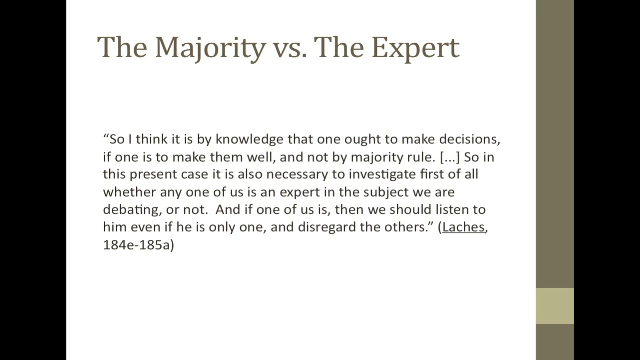 The Majority vs. The Expert
“So I think it is by knowledge that one ought to make decisions,
if one is to make them well, and not by majority rule. [...] So in
this present case it is also necessary to investigate first of all
whether any one of us is an expert in the subject we are
debating, or not.  And if one of us is, then we should listen to
him even if he is only one, and disregard the others.” (Laches,
184e-185a)